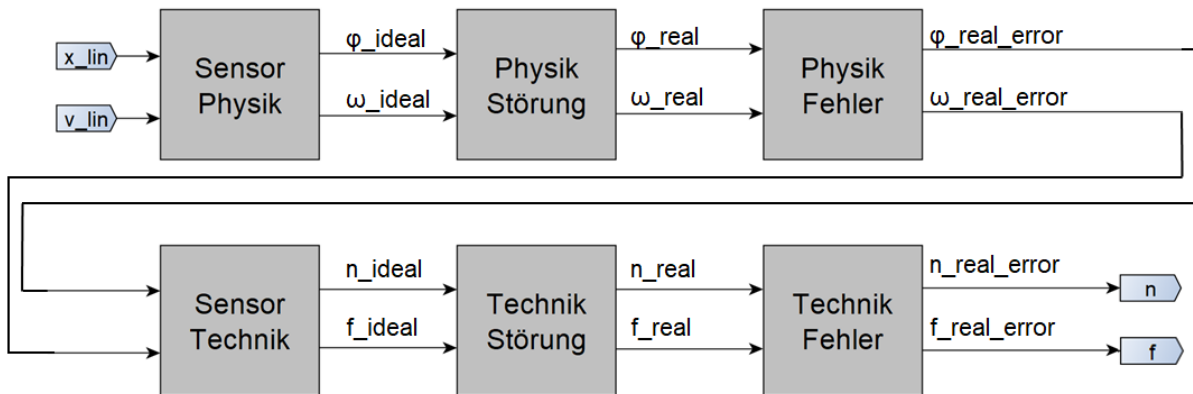 x_lin
v_lin
Sensor
Physik
φ_ideal
ω_ideal
Physik
Störung
φ_real
ω_real
Physik
Fehler
φ_real_error
ω_real_error
Sensor
Technik
n_ideal
f_ideal
Technik
Störung
n_real
f_real
Technik
Fehler
n_real_error
f_real_error
n
f